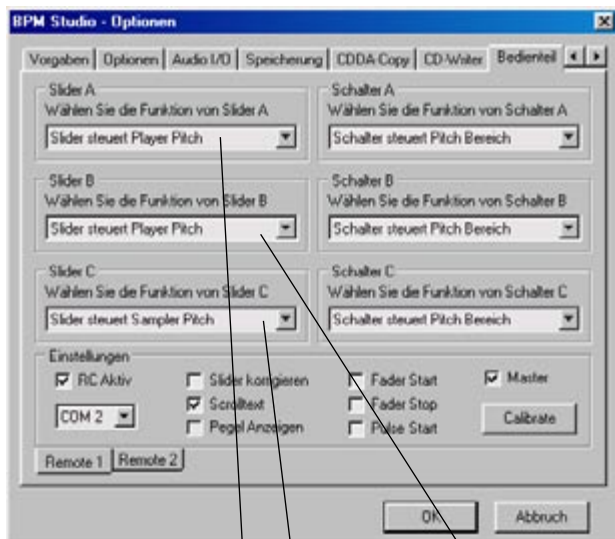 BPM Studio - Optionen
Vorgaben Optionen Audio I/O Speicherung CDDA-Copy CD-Writer Bedienteil
Slider A
Wählen Sie die Funktion von Slider A
Slider steuert Player Pitch
Schalter A
Wählen Sie die Funktion von Schalter A
Schalter steuert Pitch Bereich
Slider B
Wählen Sie die Funktion von Slider B
Slider steuert Player Pitch
Schalter B
Wählen Sie die Funktion von Schalter B
Schalter steuert Pitch Bereich
Slider C
Wählen Sie die Funktion von Slider C
Slider steuert Sampler Pitch
Schalter C
Wählen Sie die Funktion von Schalter C
Schalter steuert Pitch Bereich
Einstellungen
RC Aktiv
COM 2
Slider korrigieren
Scrolltext
Pegel Anzeigen
Fader Start
Fader Stop
Pulse Start
Master
Calibrate
Remote 1 Remote 2
OK Abbruch